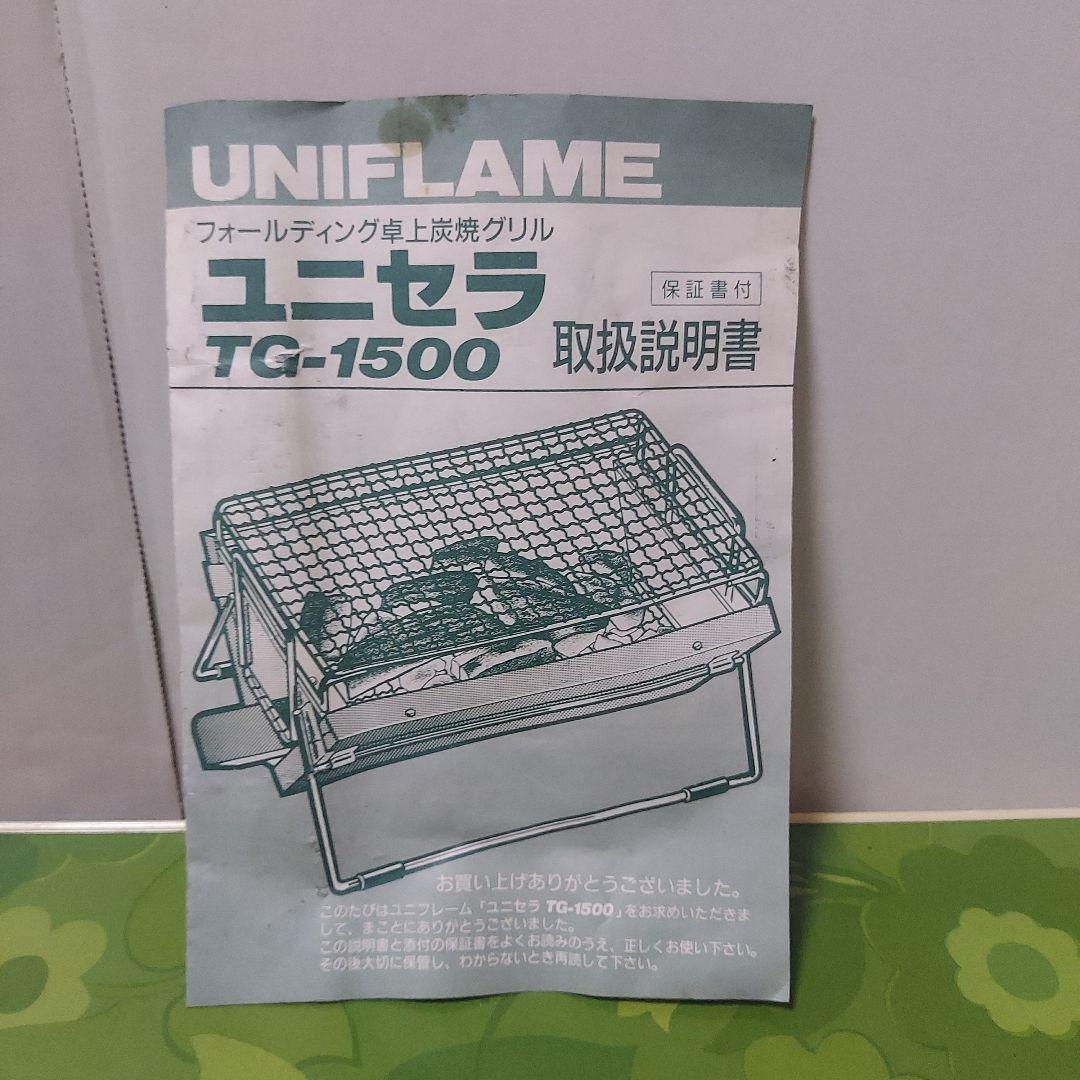 UNIFLAME
フォールディング卓上炭焼グリル
ユニセラ
TG-1500
保証書付
取扱説明書
お買い上げありがとうございました。
このたびはユニフレーム「ユニセラ TG-1500」をお求めいただきま
して、まことにありがとうございました。
この説明書と添付の保証書をよくお読みのうえ、正しくお使い下さい。
その後大切に保管し、わからないとき再読して下さい。